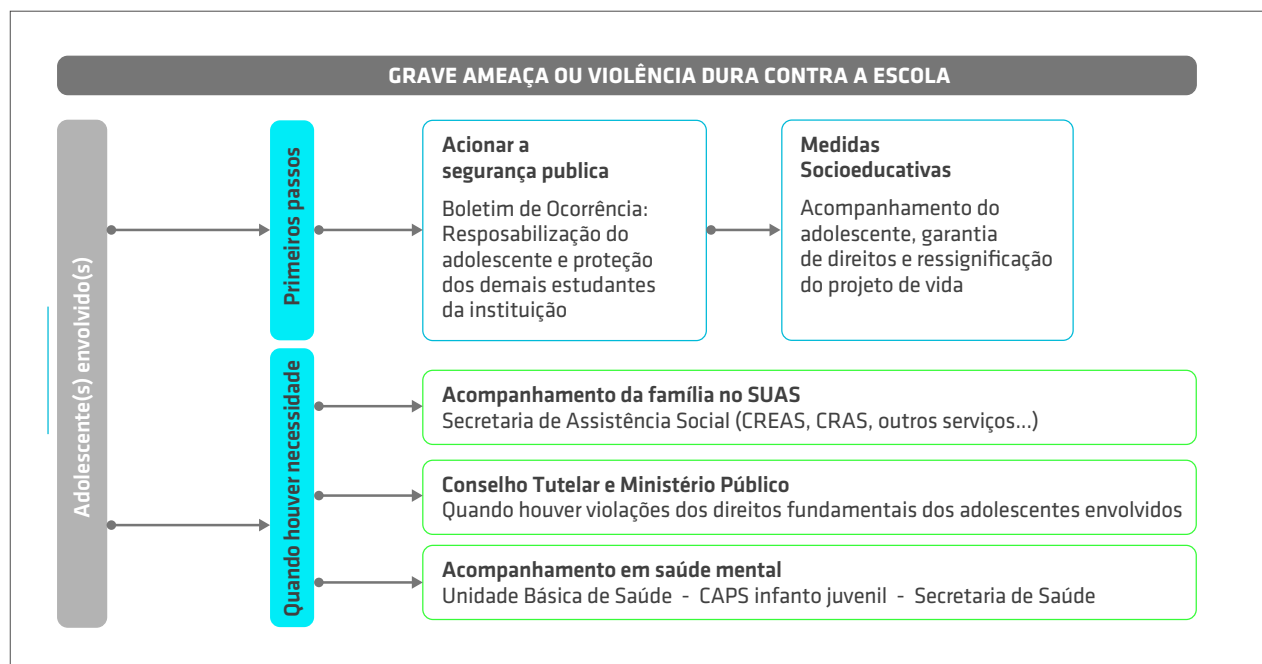 GRAVE AMEAÇA OU VIOLÊNCIA DURA CONTRA A ESCOLA
Adolescente(s) envolvido(s)
Primeiros passos
Acionar a
segurança publica
Boletim de Ocorrência:
Resposabilização do
adolescente e proteção
dos demais estudantes
da instituição
Medidas
Socioeducativas
Acompanhamento do
adolescente, garantia
de direitos e ressignificação
do projeto de vida
Quando houver necessidade
Acompanhamento da família no SUAS
Secretaria de Assistência Social (CREAS, CRAS, outros serviços...)
Conselho Tutelar e Ministério Público
Quando houver violações dos direitos fundamentais dos adolescentes envolvidos
Acompanhamento em saúde mental
Unidade Básica de Saúde - CAPS infanto juvenil - Secretaria de Saúde